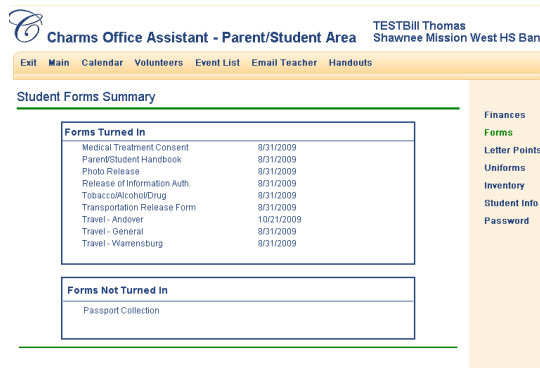 Charms Office Assistant - Parent/Student Area
TESTBill Thomas
Shawnee Mission West HS Ban
Exit Main Calendar Volunteers Event List Email Teacher Handouts
Student Forms Summary
Forms Turned In
Medical Treatment Consent 8/31/2009
Parent/Student Handbook 8/31/2009
Photo Release 8/31/2009
Release of Information Auth. 8/31/2009
Tobacco/Alcohol/Drug 8/31/2009
Transportation Release Form 8/31/2009
Travel - Andover 10/21/2009
Travel - General 8/31/2009
Travel - Warrensburg 8/31/2009
Forms Not Turned In
Passport Collection
Finances
Forms
Letter Points
Uniforms
Inventory
Student Info
Password